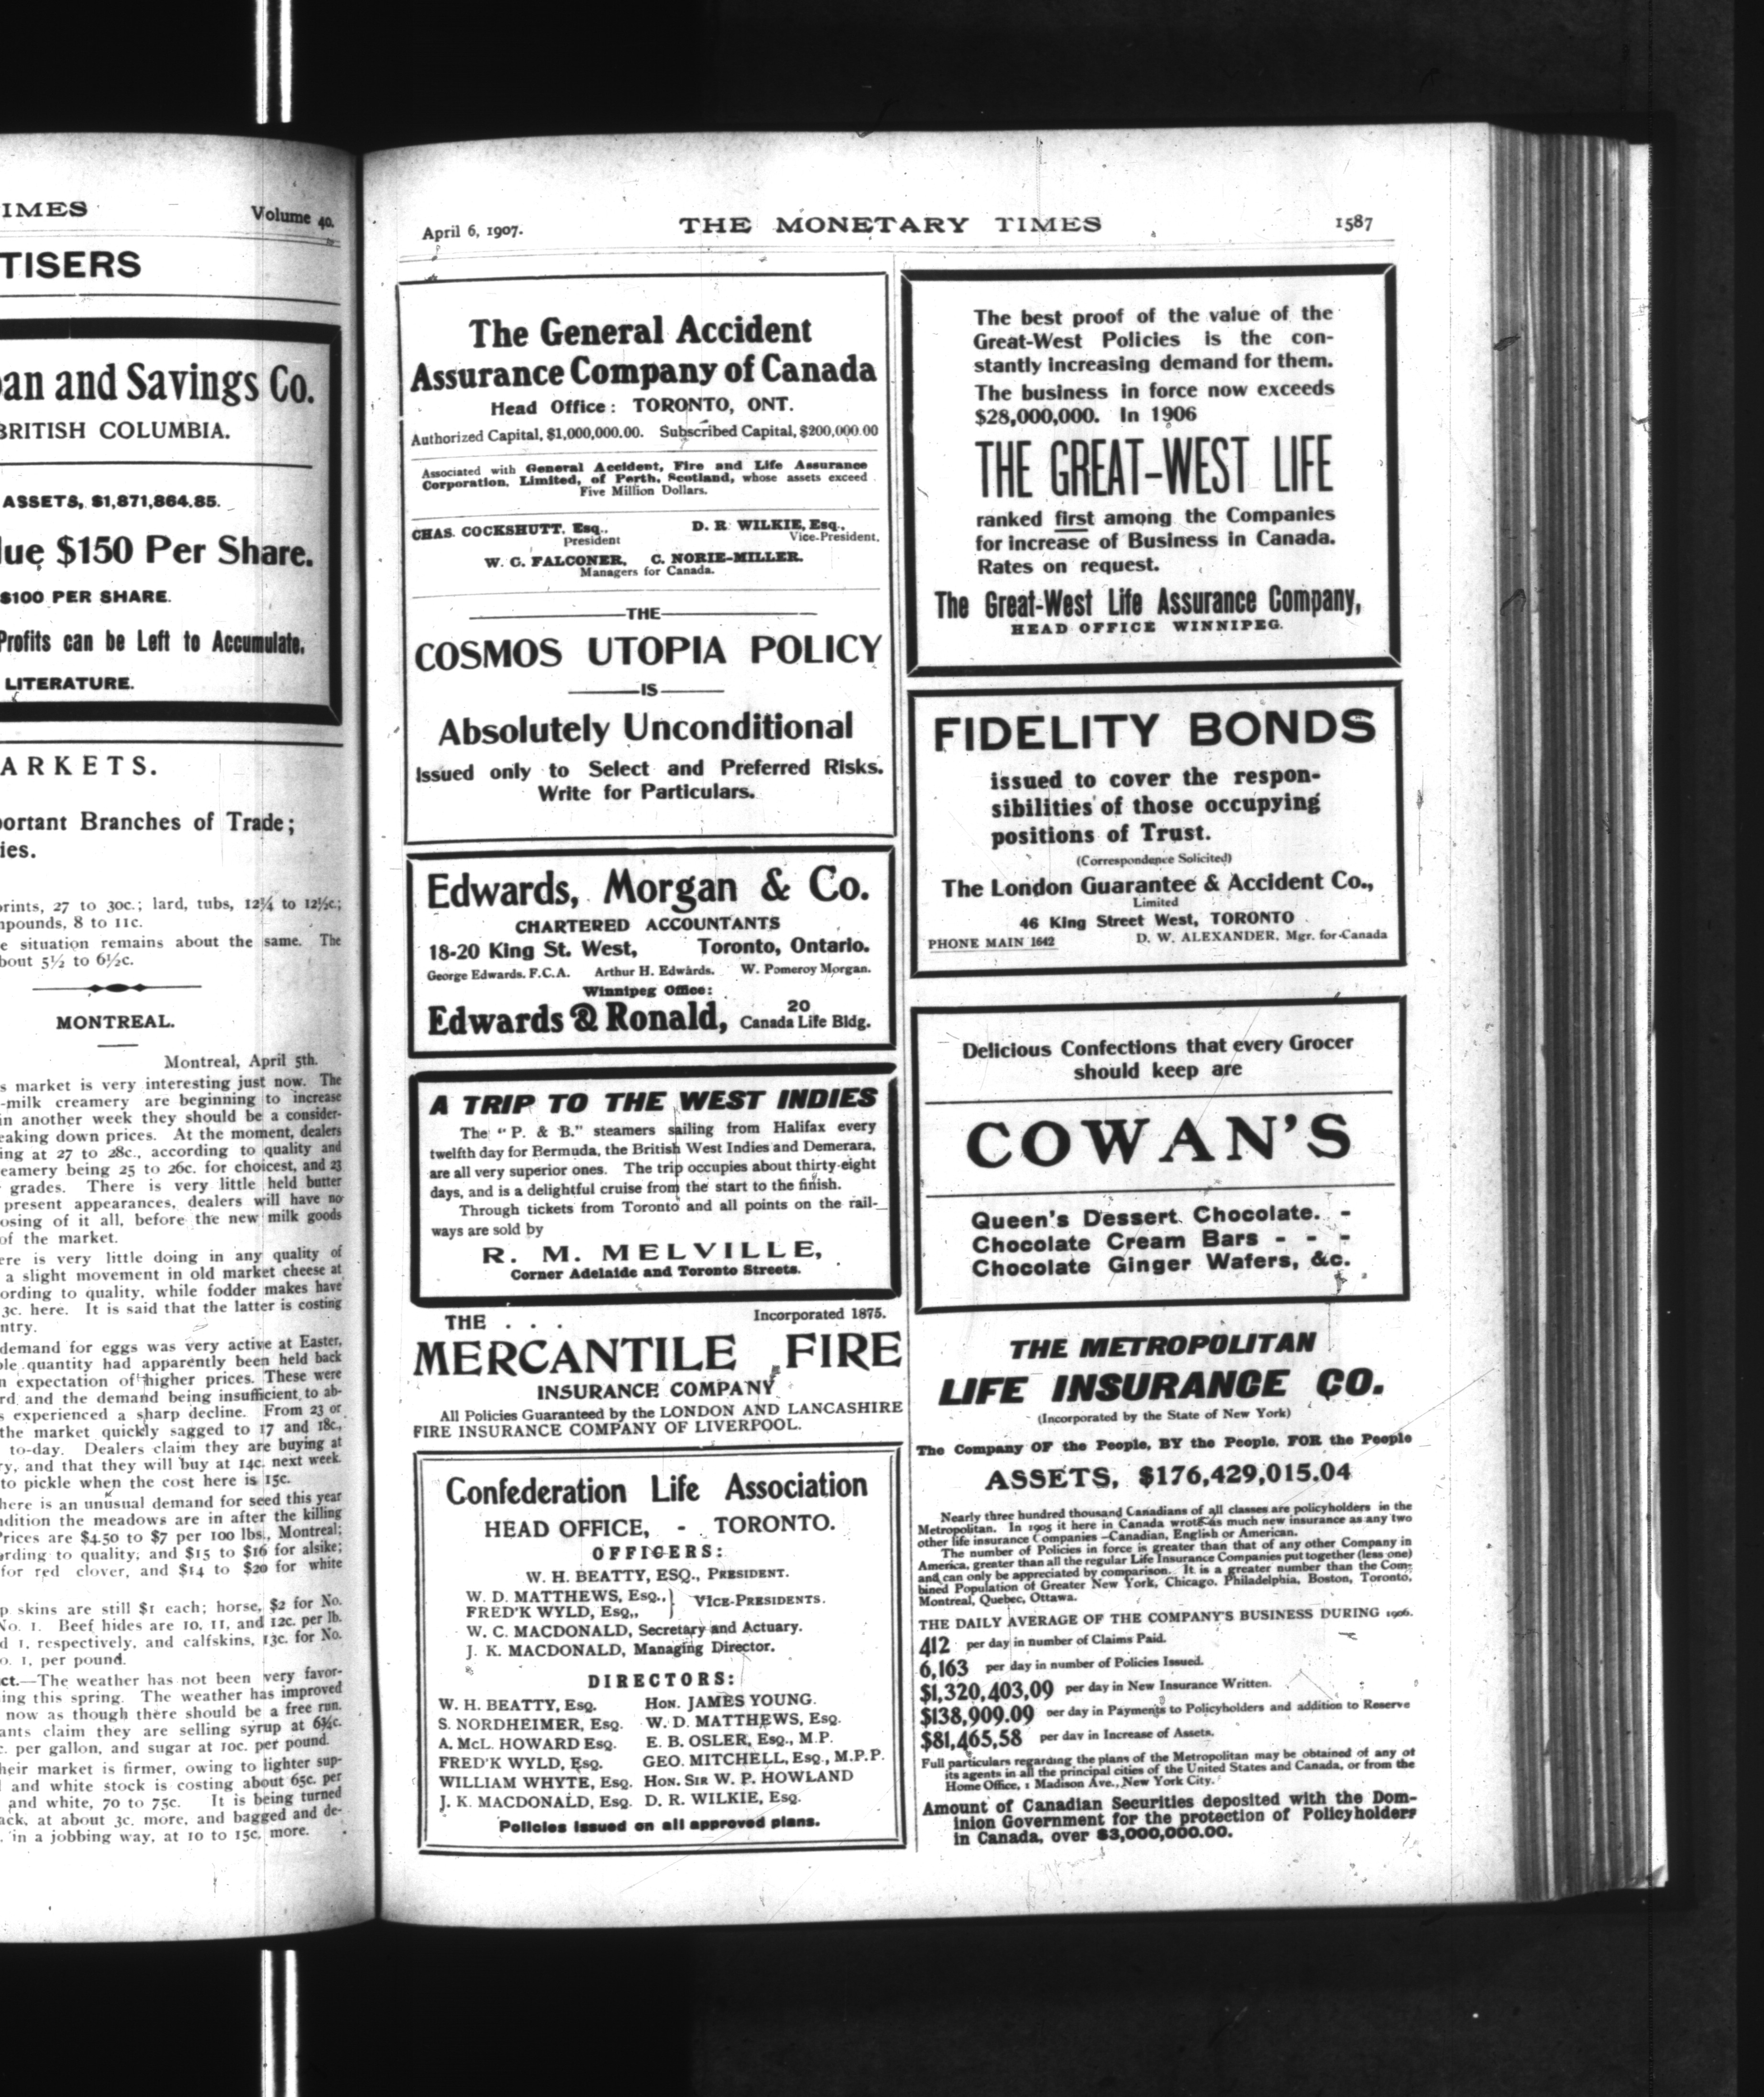 IMES
Volume 40.
TISERS
an and Savings Co.
BRITISH COLUMBIA.
ASSETS, $1,871,864.85.
$150 Per Share.
$100 PER SHARE.
Profits can be Left to Accumulate.
LITERATURE.
ARKETS.
portant Branches of Trade;
ies.
prints, 27 to 30c.; lard, tubs, 12¼ to 12½c.;
mpounds, 8 to 11c.
e situation remains about the same. The
bout 5½ to 6½c.
MONTREAL.
Montreal, April 5th.
s market is very interesting just now. The
-milk creamery are beginning to increase
in another week they should be a consider-
eaking down prices. At the moment, dealers
ing at 27 to 28c., according to quality and
eamery being 25 to 26c. for choicest, and 23
grades. There is very little held butter
present appearances, dealers will have no
osing of it all, before the new milk goods
of the market.
ere is very little doing in any quality of
a slight movement in old market cheese at
ording to quality, while fodder makes have
3c. here. It is said that the latter is costing
ntry.
demand for eggs was very active at Easter,
ble quantity had apparently been held back
n expectation of higher prices. These were
rd and the demand being insufficient to ab-
s experienced a sharp decline. From 23 or
the market quickly sagged to 17 and 18c.,
to-day. Dealers claim they are buying at
ry, and that they will buy at 14c. next week.
to pickle when the cost here is 15c.
here is an unusual demand for seed this year
ndition the meadows are in after the killing
Prices are $4.50 to $7 per 100 lbs., Montreal;
ording to quality; and $15 to $16 for alsike;
for red clover, and $14 to $20 for white
p skins are still $1 each; horse, $2 for No.
No. 1. Beef hides are 10, 11, and 12c. per lb.
d 1, respectively, and calfskins, 13c. for No.
o. 1, per pound.
ct.—The weather has not been very favor-
ing this spring. The weather has improved
now as though there should be a free run.
ants claim they are selling syrup at 6¾c.
c. per gallon, and sugar at 10c. per pound.
heir market is firmer, owing to lighter sup-
and white stock is costing about 65c. per
and white, 70 to 75c. It is being turned
ack, at about 3c. more, and bagged and de-
in a jobbing way, at 10 to 15c. more.
April 6, 1907.
THE MONETARY TIMES
1587
The General Accident
Assurance Company of Canada
Head Office: TORONTO, ONT.
Authorized Capital, $1,000,000.00. Subscribed Capital, $200,000.00
Associated with General Accident, Fire and Life Assurance
Corporation, Limited, of Perth, Scotland, whose assets exceed
Five Million Dollars.
CHAS. COCKSHUTT, Esq., D. R. WILKIE, Esq.,
President Vice-President.
W. G. FALCONER, C. NORIE-MILLER.
Managers for Canada.
THE
COSMOS UTOPIA POLICY
IS
Absolutely Unconditional
Issued only to Select and Preferred Risks.
Write for Particulars.
Edwards, Morgan & Co.
CHARTERED ACCOUNTANTS
18-20 King St. West, Toronto, Ontario.
George Edwards, F.C.A. Arthur H. Edwards. W. Pomeroy Morgan.
Winnipeg Office:
Edwards & Ronald, 20 Canada Life Bldg.
A TRIP TO THE WEST INDIES
The "P. & B." steamers sailing from Halifax every
twelfth day for Bermuda, the British West Indies and Demerara,
are all very superior ones. The trip occupies about thirty-eight
days, and is a delightful cruise from the start to the finish.
Through tickets from Toronto and all points on the rail-
ways are sold by
R. M. MELVILLE,
Corner Adelaide and Toronto Streets.
THE . . . Incorporated 1875.
MERCANTILE FIRE
INSURANCE COMPANY
All Policies Guaranteed by the LONDON AND LANCASHIRE
FIRE INSURANCE COMPANY OF LIVERPOOL.
Confederation Life Association
HEAD OFFICE, - TORONTO.
OFFICERS:
W. H. BEATTY, ESQ., PRESIDENT.
W. D. MATTHEWS, Esq.,
FRED'K WYLD, Esq., } VICE-PRESIDENTS.
W. C. MACDONALD, Secretary and Actuary.
J. K. MACDONALD, Managing Director.
DIRECTORS:
W. H. BEATTY, Esq. Hon. JAMES YOUNG.
S. NORDHEIMER, Esq. W. D. MATTHEWS, Esq.
A. McL. HOWARD Esq. E. B. OSLER, Esq., M.P.
FRED'K WYLD, Esq. GEO. MITCHELL, Esq., M.P.P.
WILLIAM WHYTE, Esq. Hon. Sir W. P. HOWLAND
J. K. MACDONALD, Esq. D. R. WILKIE, Esq.
Policies issued on all approved plans.
The best proof of the value of the
Great-West Policies is the con-
stantly increasing demand for them.
The business in force now exceeds
$28,000,000. In 1906
THE GREAT-WEST LIFE
ranked first among the Companies
for increase of Business in Canada.
Rates on request.
The Great-West Life Assurance Company,
HEAD OFFICE WINNIPEG.
FIDELITY BONDS
issued to cover the respon-
sibilities of those occupying
positions of Trust.
(Correspondence Solicited)
The London Guarantee & Accident Co.,
Limited
46 King Street West, TORONTO
PHONE MAIN 1642 D. W. ALEXANDER, Mgr. for Canada
Delicious Confections that every Grocer
should keep are
COWAN'S
Queen's Dessert Chocolate. -
Chocolate Cream Bars - - -
Chocolate Ginger Wafers, &c.
THE METROPOLITAN
LIFE INSURANCE CO.
(Incorporated by the State of New York)
The Company OF the People, BY the People, FOR the People
ASSETS, $176,429,015.04
Nearly three hundred thousand Canadians of all classes are policyholders in the
Metropolitan. In 1905 it here in Canada wrote as much new insurance as any two
other life insurance Companies—Canadian, English or American.
The number of Policies in force is greater than that of any other Company in
America, greater than all the regular Life Insurance Companies put together (less one)
and can only be appreciated by comparison. It is a greater number than the Com-
bined Population of Greater New York, Chicago, Philadelphia, Boston, Toronto,
Montreal, Quebec, Ottawa.
THE DAILY AVERAGE OF THE COMPANY'S BUSINESS DURING 1906.
412 per day in number of Claims Paid.
6,163 per day in number of Policies Issued.
$1,320,403,09 per day in New Insurance Written.
$138,909.09 per day in Payments to Policyholders and addition to Reserve
$81,465,58 per day in Increase of Assets.
Full particulars regarding the plans of the Metropolitan may be obtained of any of
its agents in all the principal cities of the United States and Canada, or from the
Home Office, 1 Madison Ave., New York City.
Amount of Canadian Securities deposited with the Dom-
inion Government for the protection of Policyholders
in Canada, over $3,000,000.00.